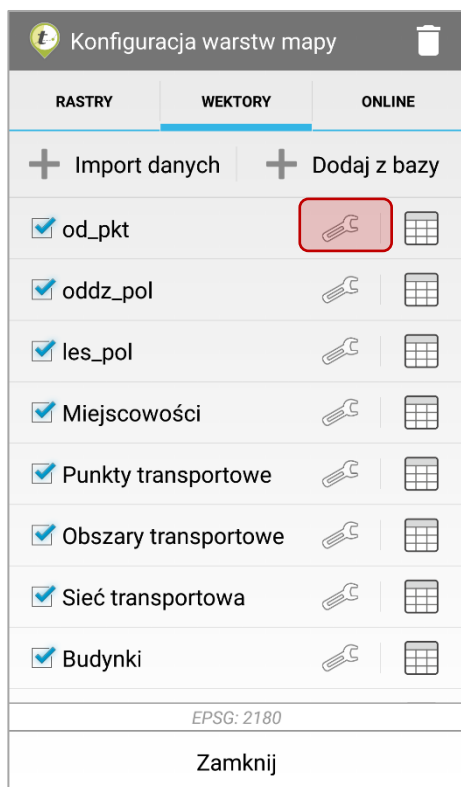 Konfiguracja warstw mapy
RASTRY WEKTORY ONLINE
Import danych Dodaj z bazy
od_pkt
oddz_pol
les_pol
Miejscowości
Punkty transportowe
Obszary transportowe
Sieć transportowa
Budynki
EPSG: 2180
Zamknij